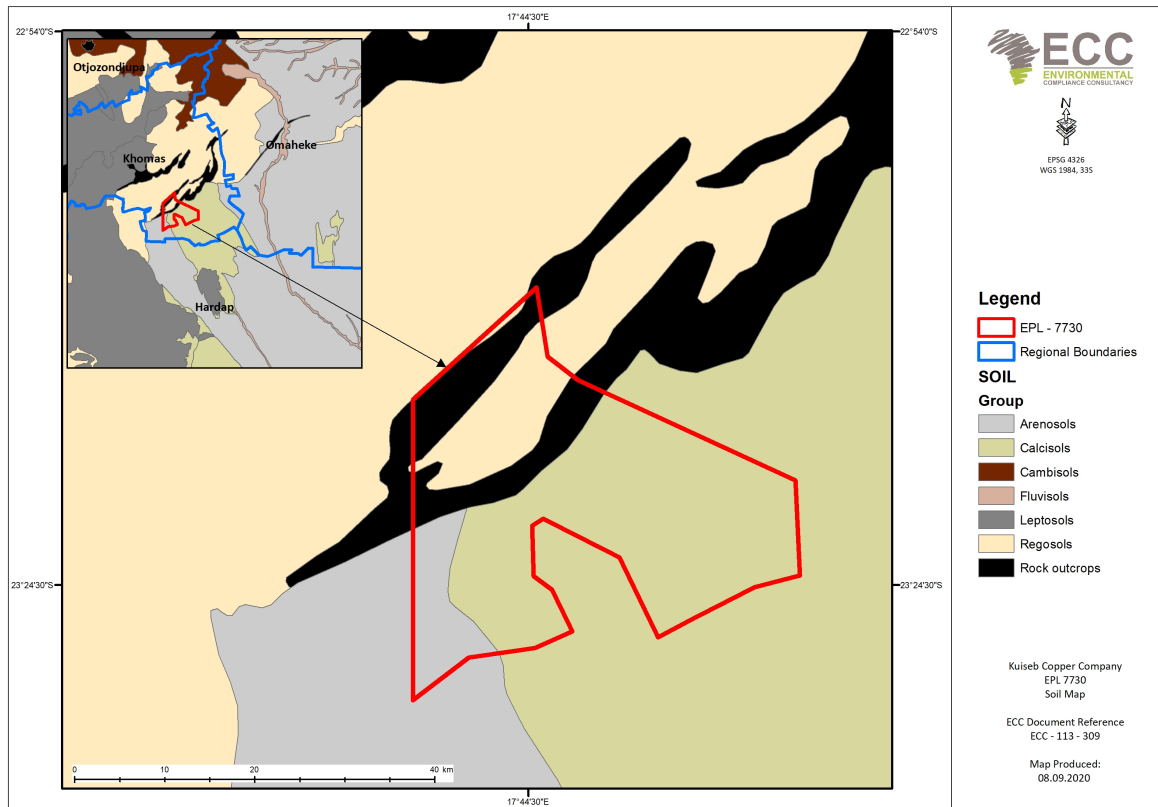 17°44'30"E
22°54'0"S
22°54'0"S
Otjozondjupa
Omaheke
Khomas
Hardap
23°24'30"S
23°24'30"S
0 10 20 40 km
17°44'30"E
ECC
ENVIRONMENTAL
COMPLIANCE CONSULTANCY
N
EPSG 4326
WGS 1984, 33S
Legend
EPL - 7730
Regional Boundaries
SOIL
Group
Arenosols
Calcisols
Cambisols
Fluvisols
Leptosols
Regosols
Rock outcrops
Kuiseb Copper Company
EPL 7730
Soil Map
ECC Document Reference
ECC - 113 - 309
Map Produced:
08.09.2020